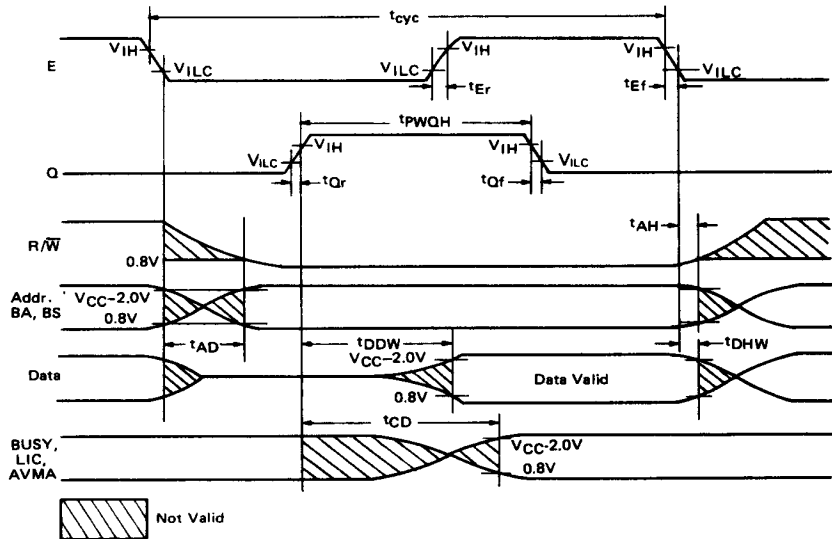 tcyc
VIH
VIH
VIH
E
VILC
VILC
VILC
tEr
tEf
tPWQH
VIH
VIH
VILC
VILC
Q
tQr
tQf
tAH
R/W̅
0.8V
Addr.
BA, BS
VCC-2.0V
0.8V
tAD
tDDW
tDHW
VCC-2.0V
Data
Data Valid
0.8V
tCD
BUSY,
LIC,
AVMA
VCC-2.0V
0.8V
Not Valid